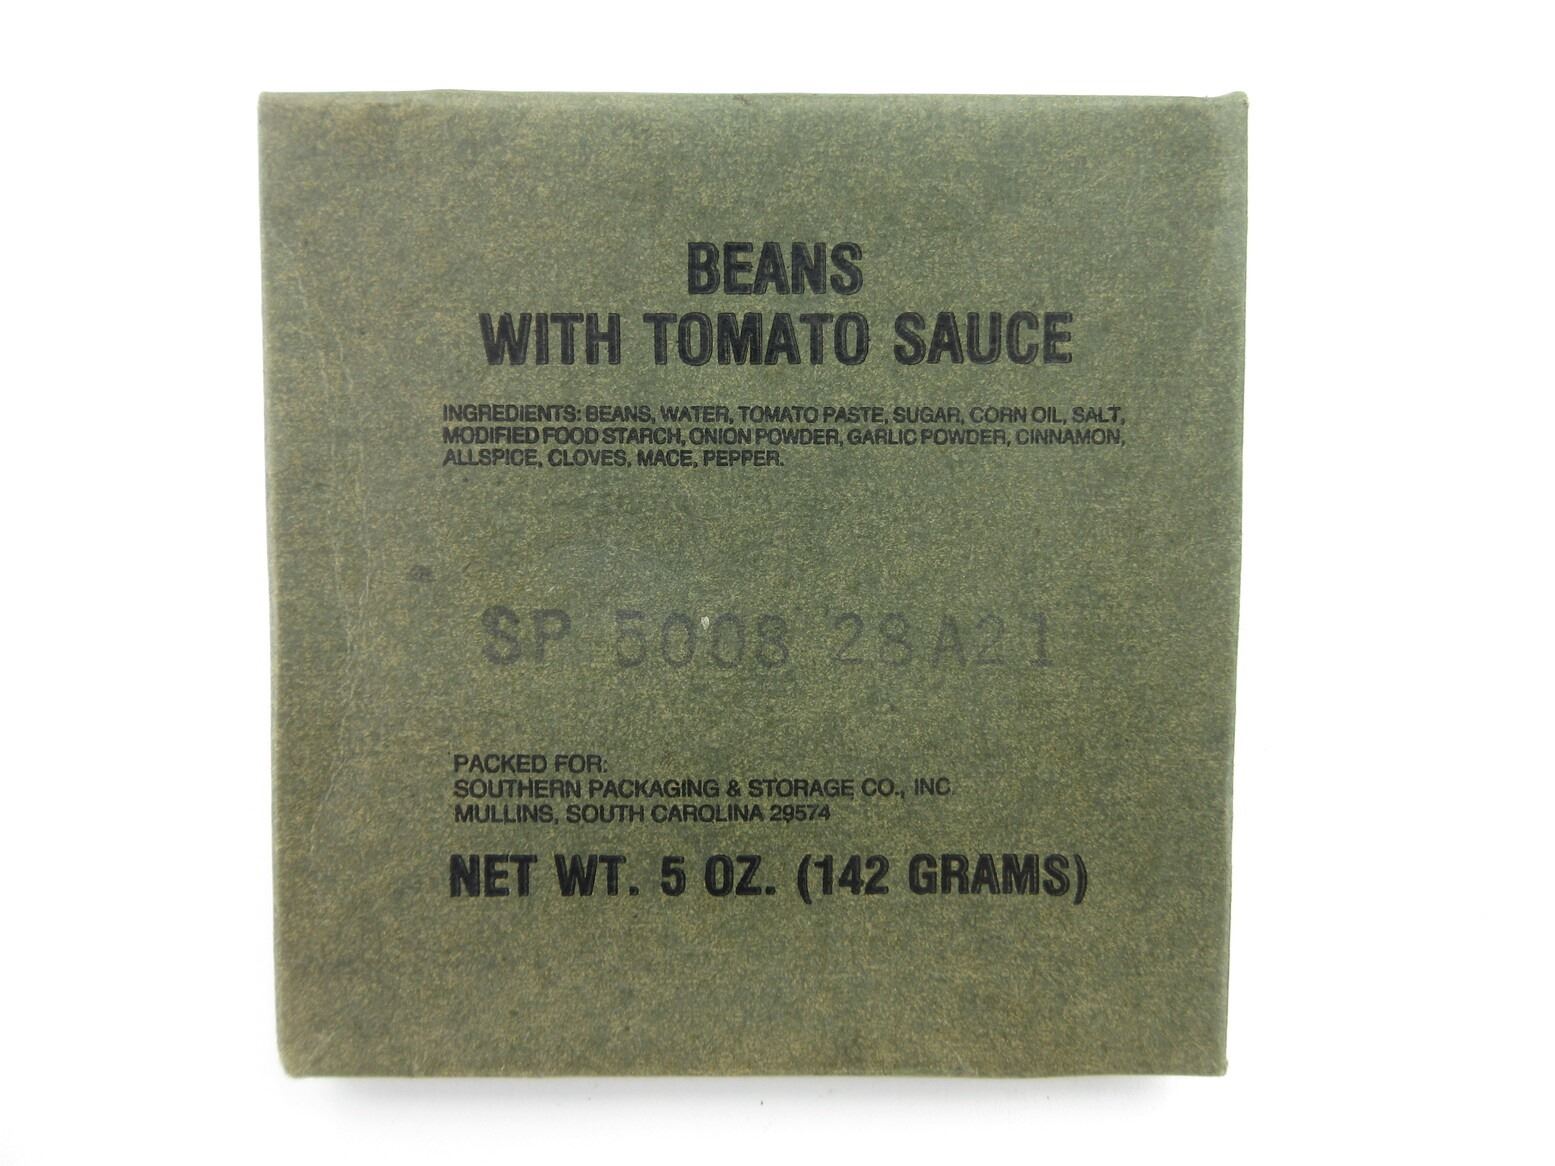 BEANS
WITH TOMATO SAUCE
INGREDIENTS: BEANS, WATER, TOMATO PASTE, SUGAR, CORN OIL, SALT,
MODIFIED FOOD STARCH, ONION POWDER, GARLIC POWDER, CINNAMON,
ALLSPICE, CLOVES, MACE, PEPPER.
SP 5008 2SA21
PACKED FOR:
SOUTHERN PACKAGING & STORAGE CO., INC.
MULLINS, SOUTH CAROLINA 29574
NET WT. 5 OZ. (142 GRAMS)